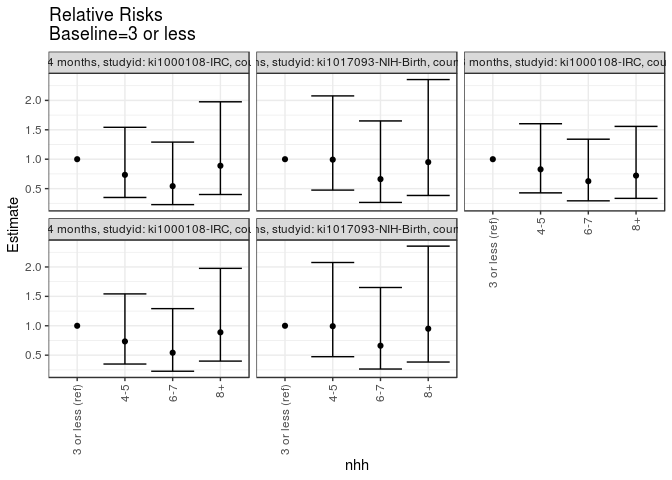 Relative Risks
Baseline=3 or less
4 months, studyid: ki1000108-IRC, cou
ns, studyid: ki1017093-NIH-Birth, coun
months, studyid: ki1000108-IRC, co
2.0
1.5
1.0
0.5
4 months, studyid: ki1000108-IRC, cou
ns, studyid: ki1017093-NIH-Birth, coun
3 or less (ref)
4-5
6-7
8+
2.0
1.5
1.0
0.5
3 or less (ref)
4-5
6-7
8+
3 or less (ref)
4-5
6-7
8+
Estimate
nhh